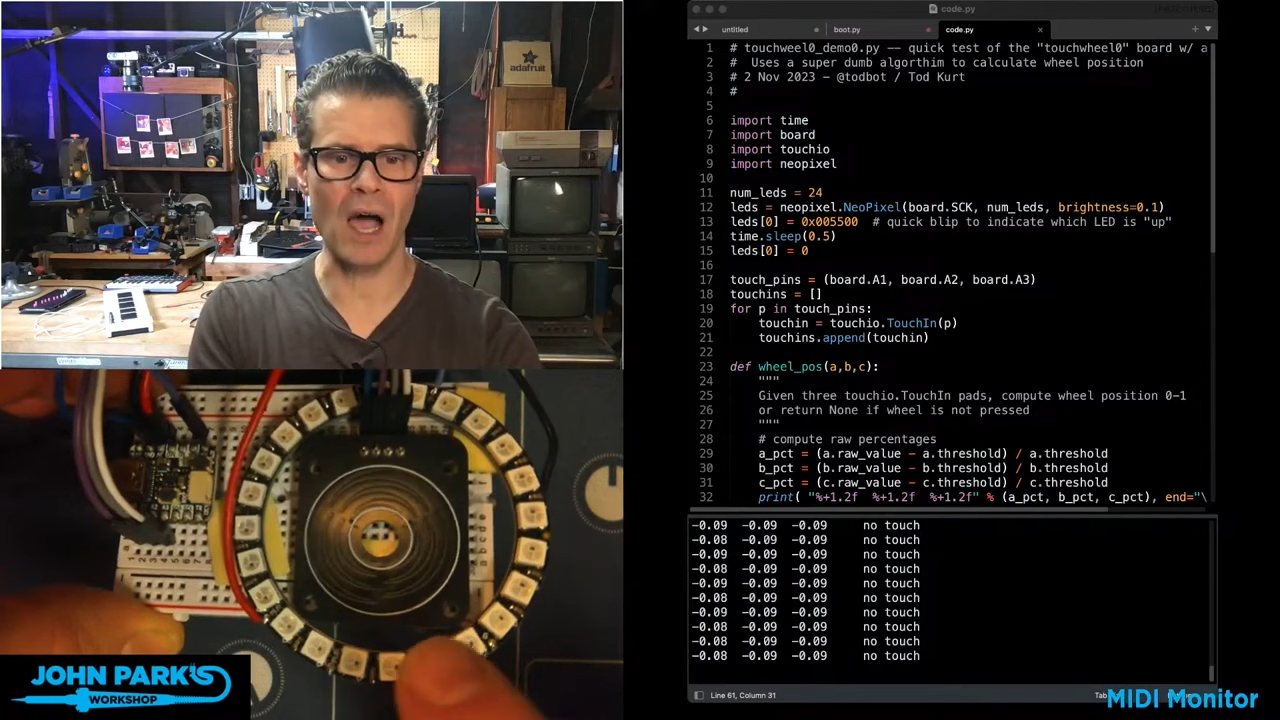 adafruit
JOHN PARK'S
WORKSHOP
code.py
untitled
boot.py
code.py
1 # touchweel0_demo0.py -- quick test of the "touchwheel0" board w/ a
2 #  Uses a super dumb algorthim to calculate wheel position
3 # 2 Nov 2023 - @todbot / Tod Kurt
4 #
5
6 import time
7 import board
8 import touchio
9 import neopixel
10
11 num_leds = 24
12 leds = neopixel.NeoPixel(board.SCK, num_leds, brightness=0.1)
13 leds[0] = 0x005500  # quick blip to indicate which LED is "up"
14 time.sleep(0.5)
15 leds[0] = 0
16
17 touch_pins = (board.A1, board.A2, board.A3)
18 touchins = []
19 for p in touch_pins:
20     touchin = touchio.TouchIn(p)
21     touchins.append(touchin)
22
23 def wheel_pos(a,b,c):
24     """
25     Given three touchio.TouchIn pads, compute wheel position 0-1
26     or return None if wheel is not pressed
27     """
28     # compute raw percentages
29     a_pct = (a.raw_value - a.threshold) / a.threshold
30     b_pct = (b.raw_value - b.threshold) / b.threshold
31     c_pct = (c.raw_value - c.threshold) / c.threshold
32     print( "%+1.2f  %+1.2f  %+1.2f" % (a_pct, b_pct, c_pct), end="\
-0.09  -0.09  -0.09    no touch
-0.08  -0.09  -0.09    no touch
-0.09  -0.09  -0.09    no touch
-0.08  -0.09  -0.09    no touch
-0.09  -0.09  -0.09    no touch
-0.08  -0.09  -0.09    no touch
-0.09  -0.09  -0.09    no touch
-0.08  -0.09  -0.09    no touch
-0.08  -0.09  -0.09    no touch
-0.08  -0.09  -0.09    no touch
Line 61, Column 31
MIDI Monitor